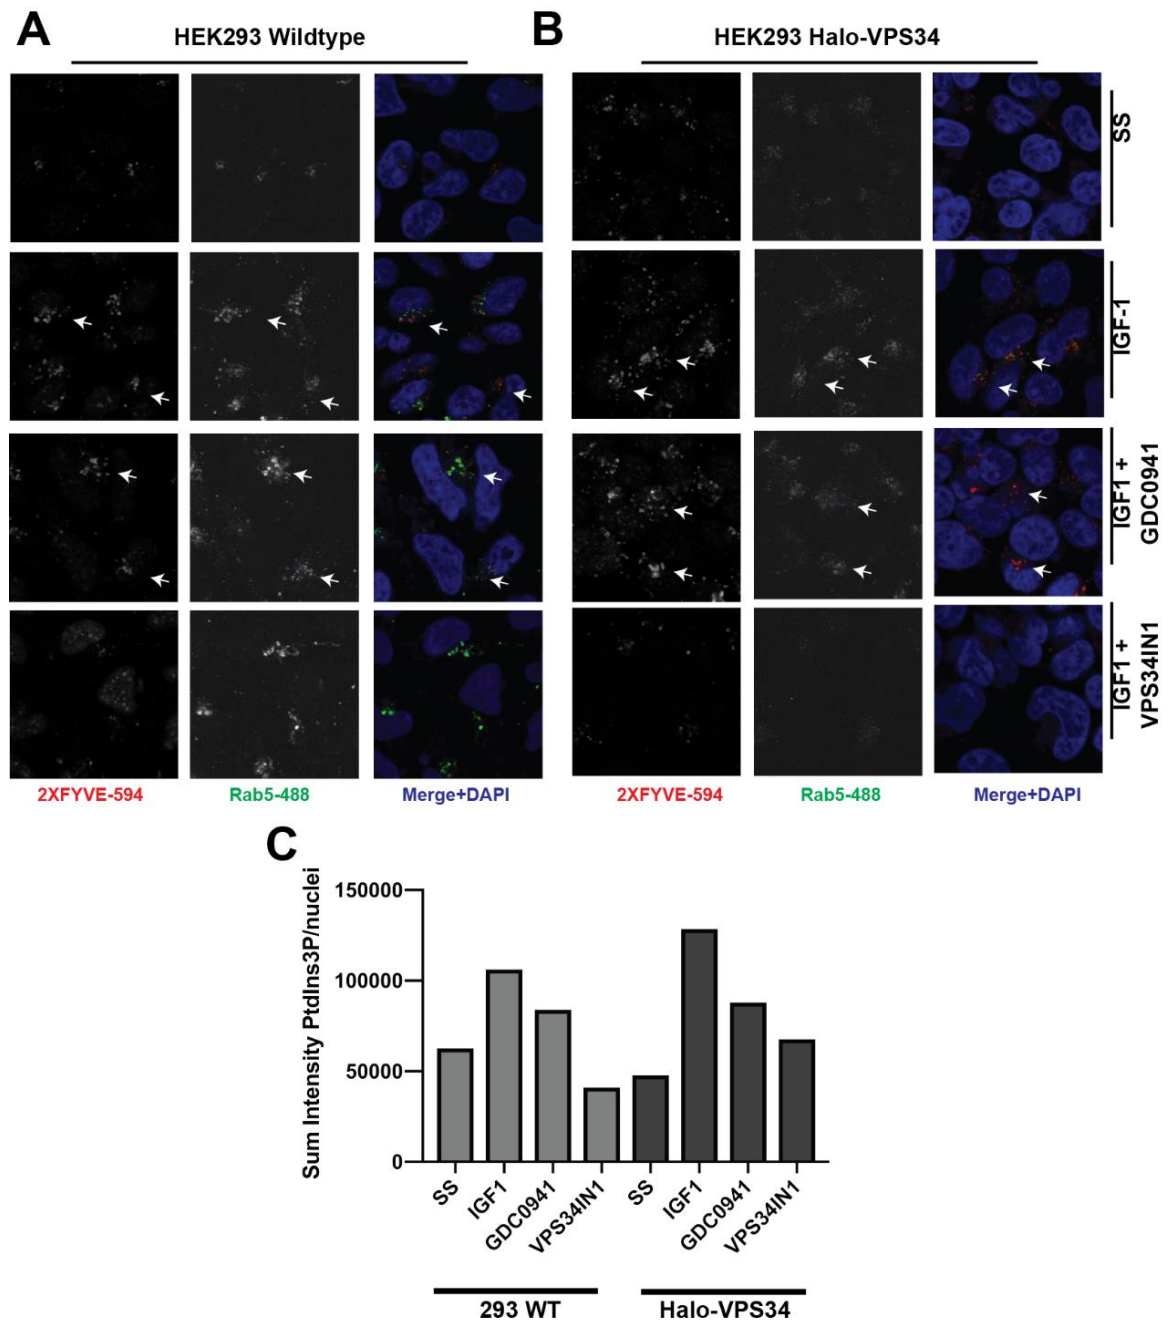 A
HEK293 Wildtype
B
HEK293 Halo-VPS34
SS
IGF-1
IGF1 +
GDC0941
IGF1 +
VPS34IN1
2XFYVE-594
Rab5-488
Merge+DAPI
2XFYVE-594
Rab5-488
Merge+DAPI
C
Sum Intensity PtdIns3P/nuclei
150000
100000
50000
0
SS
IGF1
GDC0941
VPS34IN1
SS
IGF1
GDC0941
VPS34IN1
293 WT
Halo-VPS34